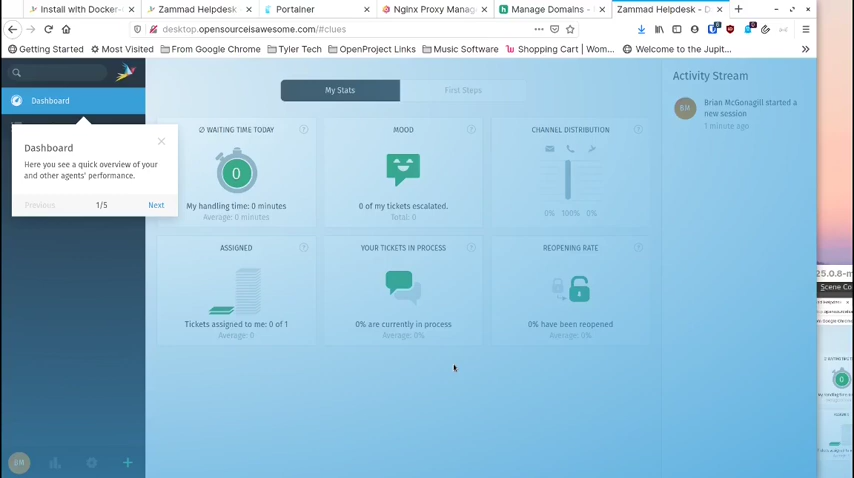 Install with Docker-
Zammad Helpdesk
Portainer
Nginx Proxy Manag
Manage Domains -
Zammad Helpdesk - D
desktop.opensourceisawesome.com/#clues
Getting Started
Most Visited
From Google Chrome
Tyler Tech
OpenProject Links
Music Software
Shopping Cart | Wom...
Welcome to the Jupit...
Dashboard
My Stats
First Steps
Activity Stream
Brian McGonagill started a
new session
1 minute ago
BM
Dashboard
Here you see a quick overview of your
and other agents' performance.
Previous
1/5
Next
∅ WAITING TIME TODAY
0
My handling time: 0 minutes
Average: 0 minutes
MOOD
0 of my tickets escalated.
Total: 0
CHANNEL DISTRIBUTION
0% 100% 0%
ASSIGNED
Tickets assigned to me: 0 of 1
Average: 0
YOUR TICKETS IN PROCESS
0% are currently in process
Average: 0%
REOPENING RATE
0% have been reopened
Average: 0%
BM
25.0.8-m
Scene Co